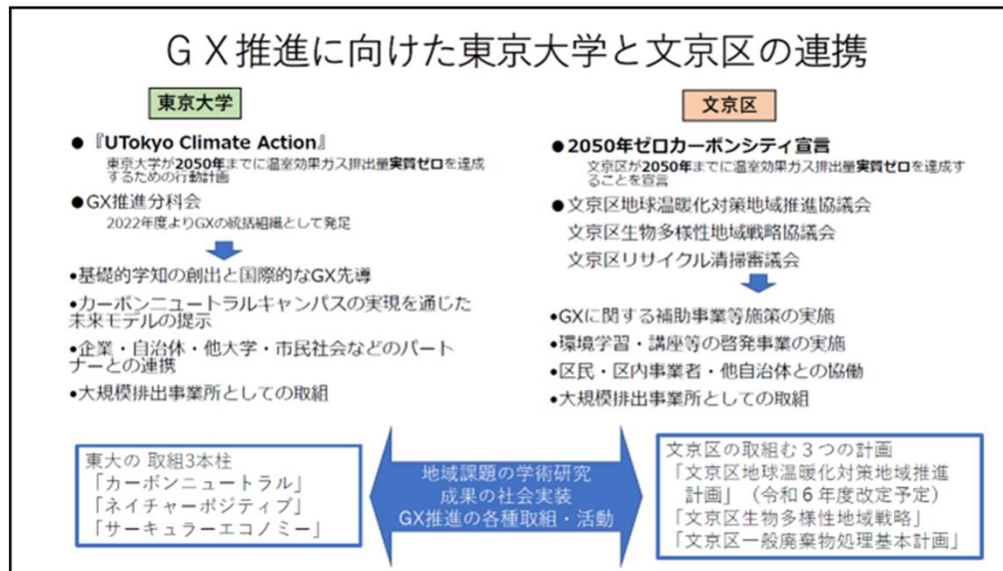 GX推進に向けた東京大学と文京区の連携
東京大学
●『UTokyo Climate Action』
東京大学が2050年までに温室効果ガス排出量実質ゼロを達成
するための行動計画
●GX推進分科会
2022年度よりGXの統括組織として発足
•基礎的学知の創出と国際的なGX先導
•カーボンニュートラルキャンパスの実現を通じた
未来モデルの提示
•企業・自治体・他大学・市民社会などのパート
ナーとの連携
•大規模排出事業所としての取組
東大の 取組3本柱
「カーボンニュートラル」
「ネイチャーポジティブ」
「サーキュラーエコノミー」
地域課題の学術研究
成果の社会実装
GX推進の各種取組・活動
文京区
●2050年ゼロカーボンシティ宣言
文京区が2050年までに温室効果ガス排出量実質ゼロを達成す
ることを宣言
●文京区地球温暖化対策地域推進協議会
文京区生物多様性地域戦略協議会
文京区リサイクル清掃審議会
•GXに関する補助事業等施策の実施
•環境学習・講座等の啓発事業の実施
•区民・区内事業者・他自治体との協働
•大規模排出事業所としての取組
文京区の取組む3つの計画
「文京区地球温暖化対策地域推進
計画」（令和6年度改定予定）
「文京区生物多様性地域戦略」
「文京区一般廃棄物処理基本計画」